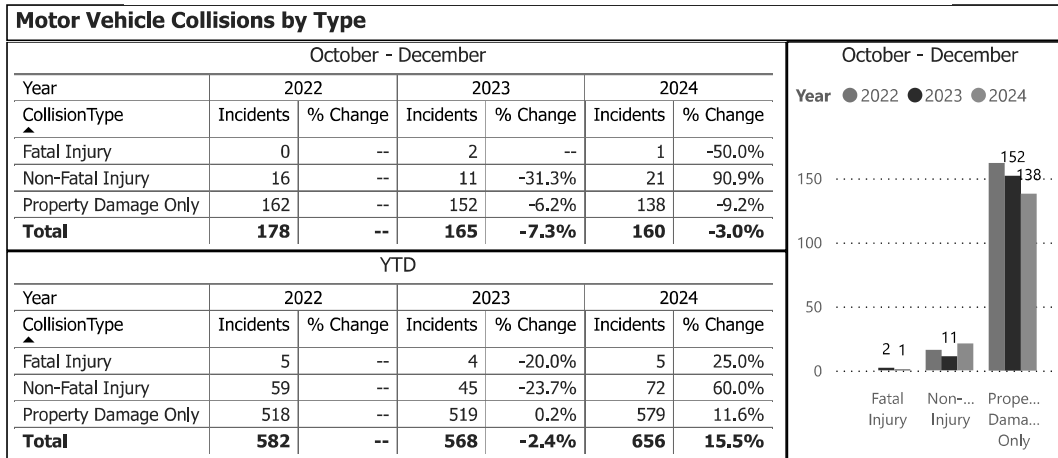 Motor Vehicle Collisions by Type
October - December
Year 2022 2023 2024
CollisionType Incidents % Change Incidents % Change Incidents % Change
Fatal Injury 0 -- 2 -- 1 -50.0%
Non-Fatal Injury 16 -- 11 -31.3% 21 90.9%
Property Damage Only 162 -- 152 -6.2% 138 -9.2%
Total 178 -- 165 -7.3% 160 -3.0%
YTD
Year 2022 2023 2024
CollisionType Incidents % Change Incidents % Change Incidents % Change
Fatal Injury 5 -- 4 -20.0% 5 25.0%
Non-Fatal Injury 59 -- 45 -23.7% 72 60.0%
Property Damage Only 518 -- 519 0.2% 579 11.6%
Total 582 -- 568 -2.4% 656 15.5%
October - December
Year 2022 2023 2024
152
150 138
100
50
2 1 11
0
Fatal Non-... Prope...
Injury Injury Dama...
Only